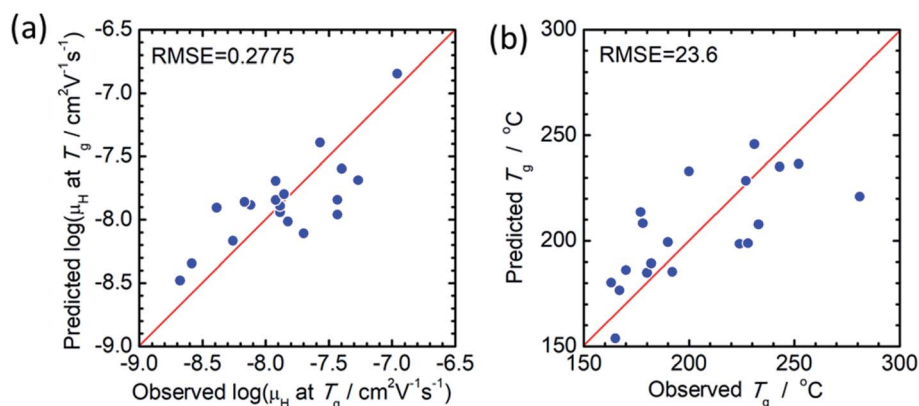 (a)
RMSE=0.2775
-6.5
-7.0
-7.5
-8.0
-8.5
-9.0
-9.0 -8.5 -8.0 -7.5 -7.0 -6.5
Predicted log(μH at Tg / cm²V⁻¹s⁻¹)
Observed log(μH at Tg / cm²V⁻¹s⁻¹)
(b)
RMSE=23.6
300
250
200
150
150 200 250 300
Predicted Tg / °C
Observed Tg / °C